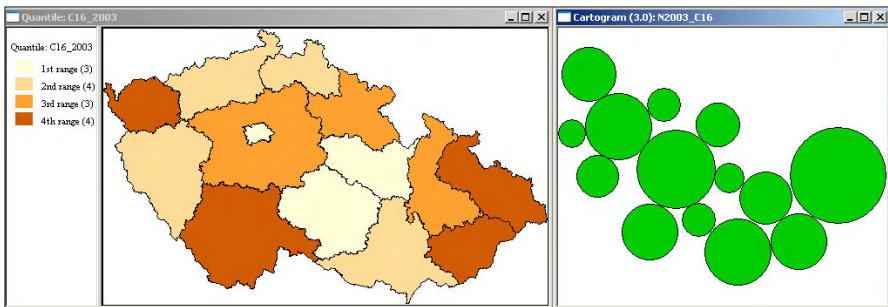 Quantile: C16_2003
Cartogram (3.0): N2003_C16
Quantile: C16_2003
1st range (3)
2nd range (4)
3rd range (3)
4th range (4)